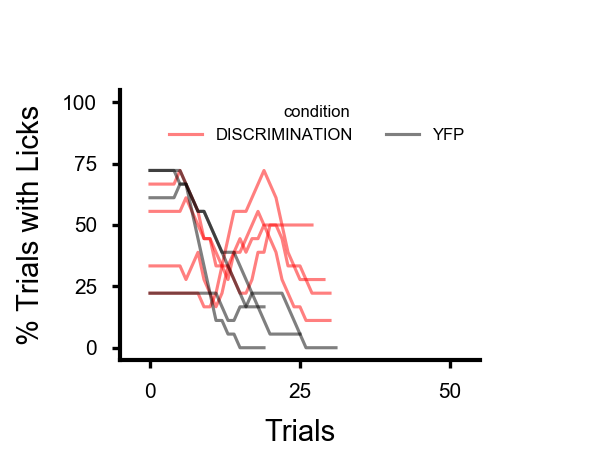 100
condition
DISCRIMINATION YFP
75
50
25
0
% Trials with Licks
0 25 50
Trials